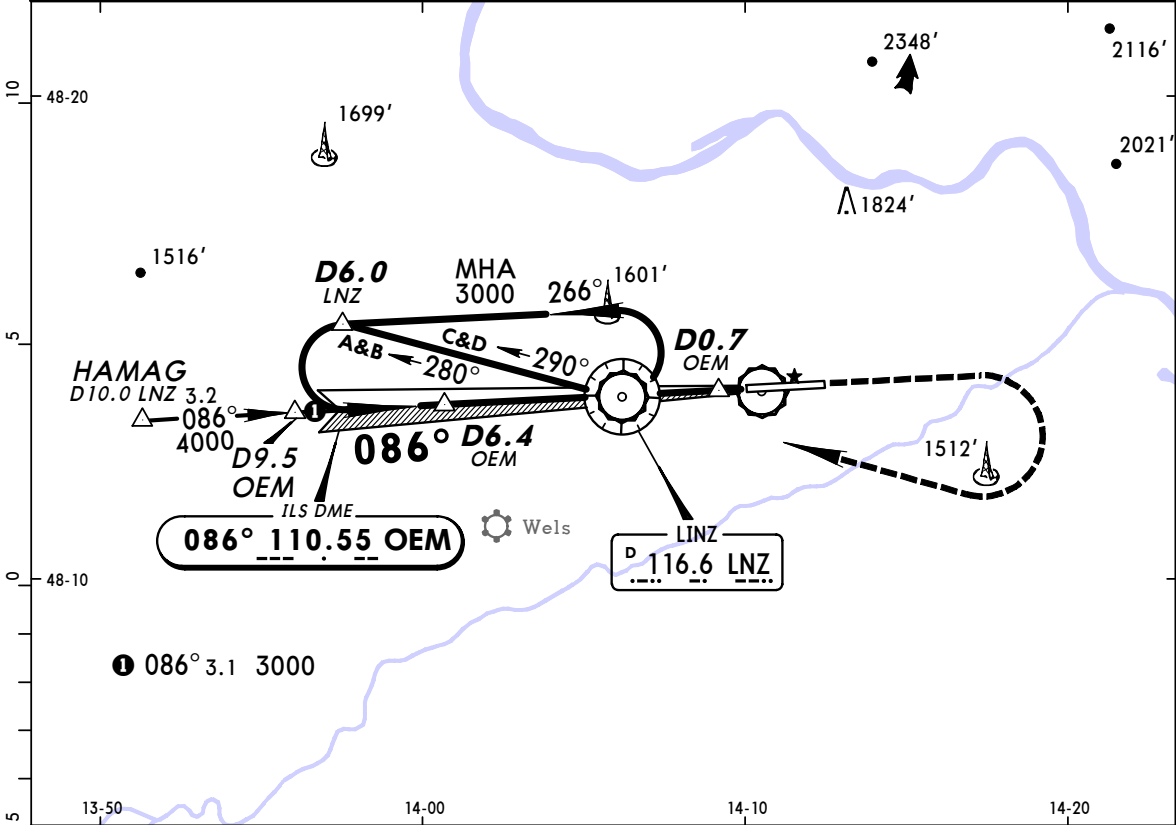 2348'
2116'
10
48-20
1699'
2021'
1824'
1516'
D6.0
LNZ
MHA
3000
266°
1601'
5
A&B
280°
C&D
290°
D0.7
OEM
HAMAG
D10.0 LNZ 3.2
086°
4000
1
D9.5
OEM
086°
D6.4
OEM
1512'
ILS DME
086° 110.55 OEM
Wels
LINZ
D 116.6 LNZ
0
48-10
1 086° 3.1 3000
5
13-50
14-00
14-10
14-20